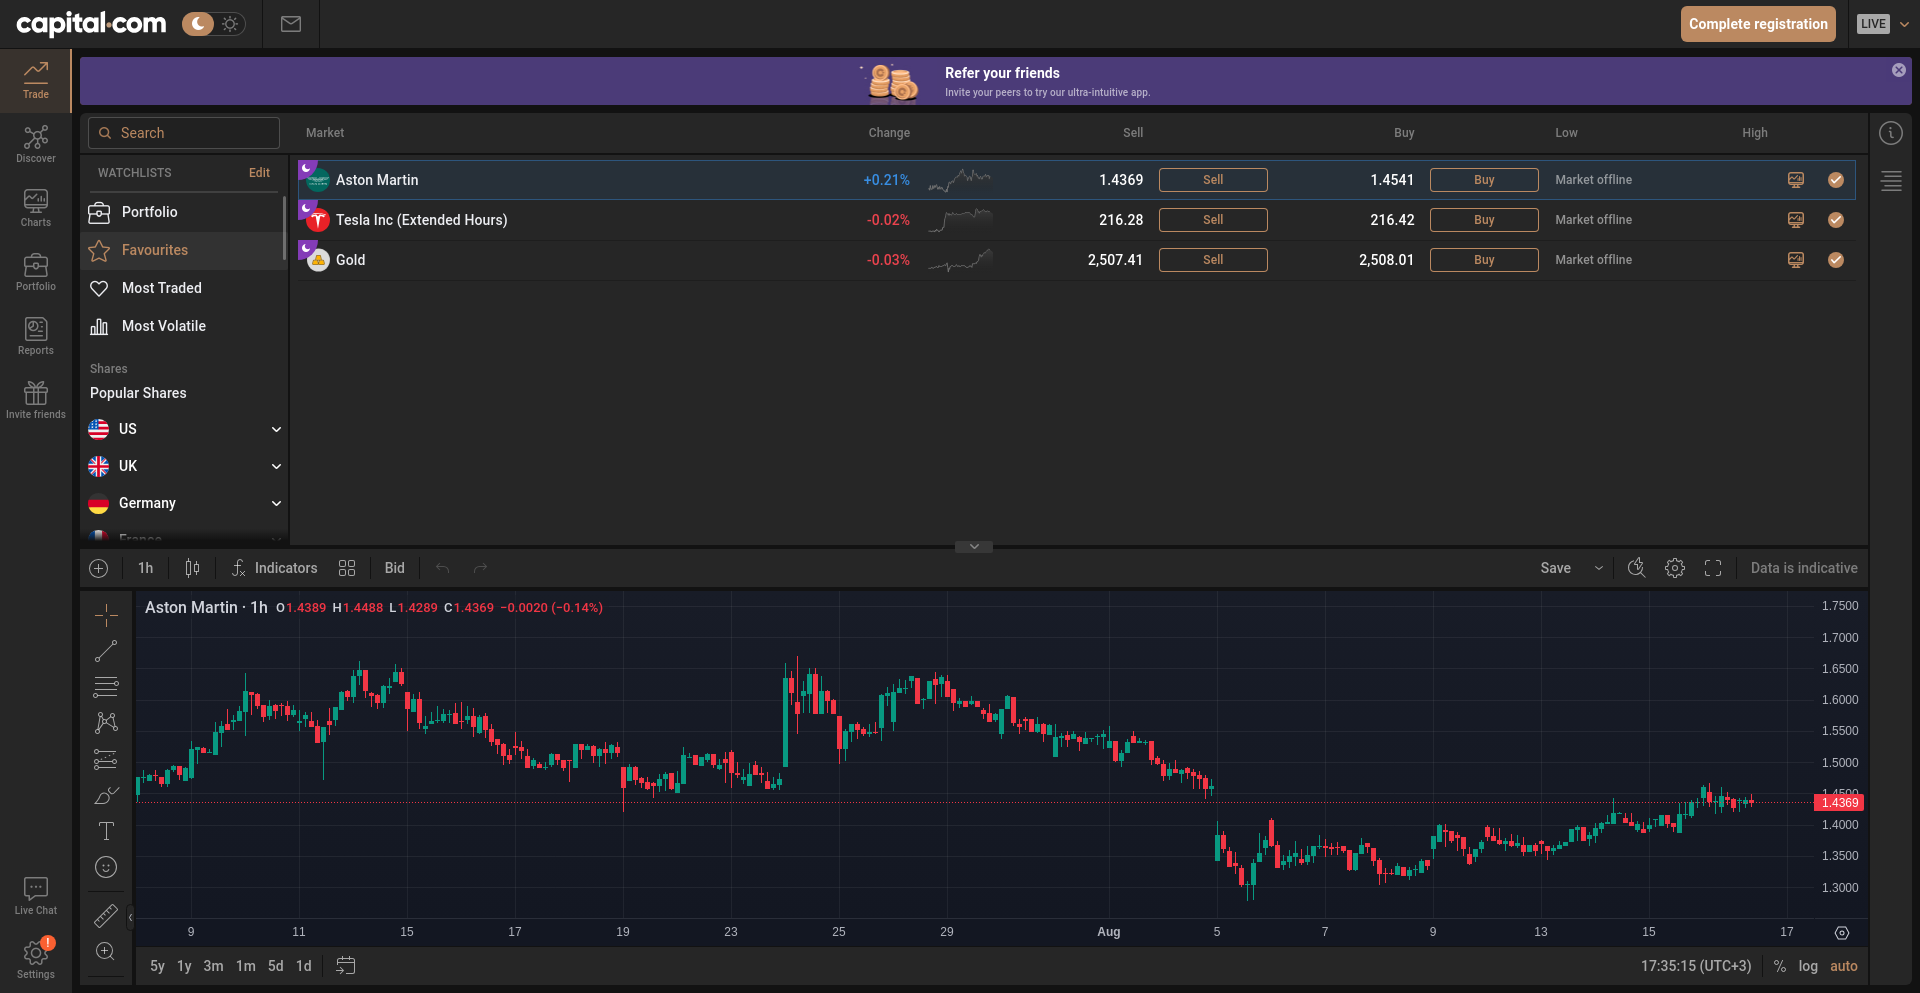 capital.com
Complete registration
LIVE
Trade
Discover
Charts
Portfolio
Reports
Invite friends
Live Chat
!
Settings
Refer your friends
Invite your peers to try our ultra-intuitive app.
Search
WATCHLISTS Edit
Portfolio
Favourites
Most Traded
Most Volatile
Shares
Popular Shares
US
UK
Germany
France
Market Change Sell Buy Low High
Aston Martin +0.21% 1.4369 Sell 1.4541 Buy Market offline
Tesla Inc (Extended Hours) -0.02% 216.28 Sell 216.42 Buy Market offline
Gold -0.03% 2,507.41 Sell 2,508.01 Buy Market offline
1h Indicators Bid Save Data is indicative
Aston Martin · 1h O1.4389 H1.4488 L1.4289 C1.4369 −0.0020 (−0.14%)
1.7500
1.7000
1.6500
1.6000
1.5500
1.5000
1.4500
1.4369
1.4000
1.3500
1.3000
9 11 15 17 19 23 25 29 Aug 5 7 9 13 15 17
5y 1y 3m 1m 5d 1d 17:35:15 (UTC+3) % log auto